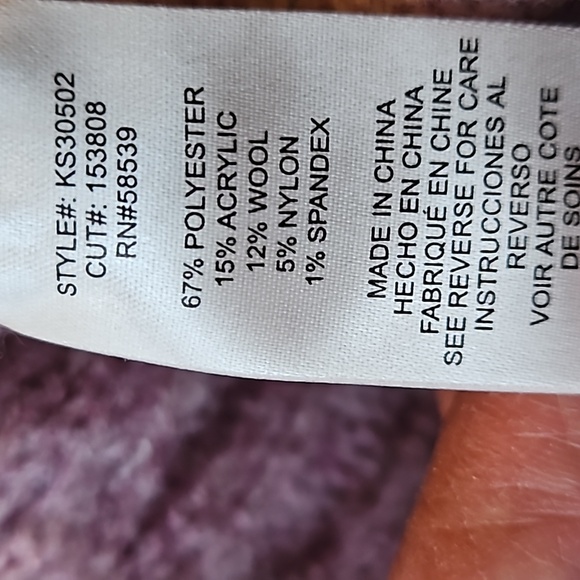 STYLE#: KS30502
CUT#: 153808
RN#58539
67% POLYESTER
15% ACRYLIC
12% WOOL
5% NYLON
1% SPANDEX
MADE IN CHINA
HECHO EN CHINA
FABRIQUÉ EN CHINE
SEE REVERSE FOR CARE
INSTRUCCIONES AL
REVERSO
VOIR AUTRE COTE
DE SOINS